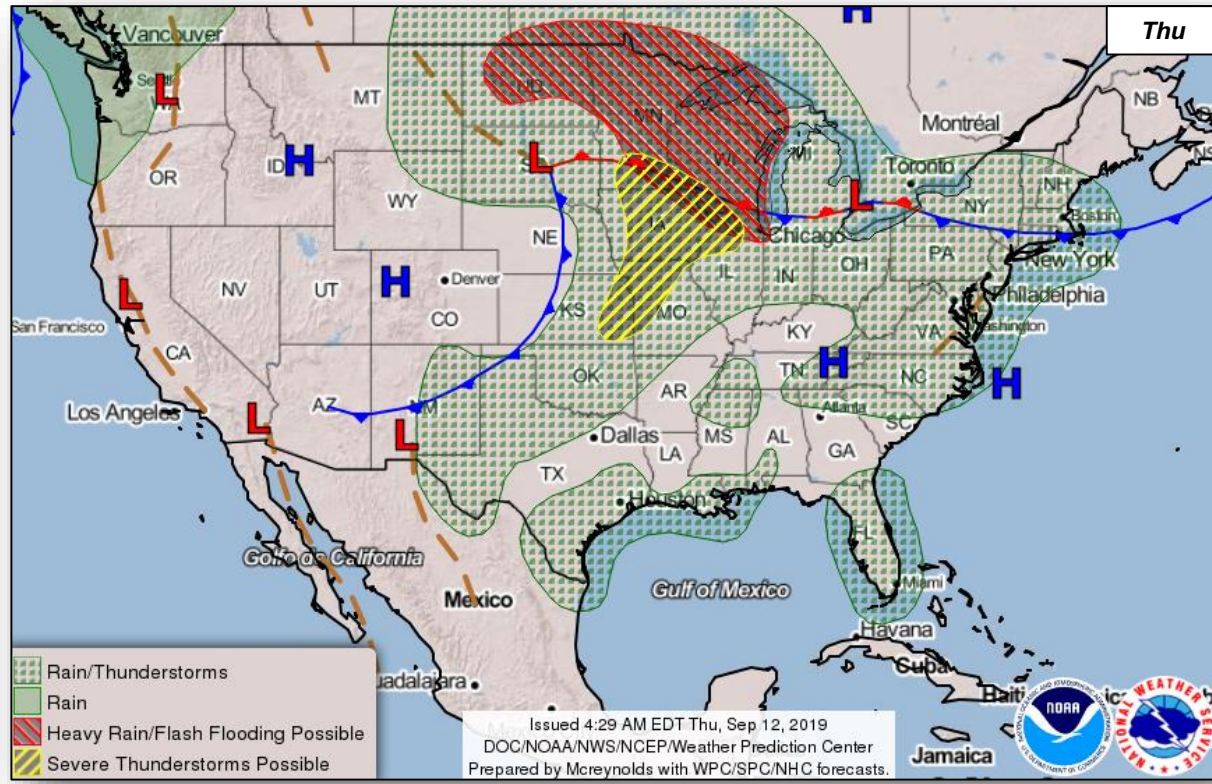 Thu
Vancouver
WA
MT
ID
OR
WY
MN
MI
Montréal
Toronto
NB
NH
Boston
NY
New York
NE
IA
Chicago
IL
IN
OH
PA
Philadelphia
Washington
NV
UT
Denver
CO
KS
MO
KY
VA
San Francisco
CA
Los Angeles
AZ
NM
OK
AR
TN
NC
SC
Atlanta
Dallas
TX
LA
MS
AL
GA
Houston
FL
Miami
Golfo de California
Mexico
Gulf of Mexico
Havana
Cuba
Jamaica
H
L
H
L
L
H
L
H
H
L
L
Rain/Thunderstorms
Rain
Heavy Rain/Flash Flooding Possible
Severe Thunderstorms Possible
Issued 4:29 AM EDT Thu, Sep 12, 2019
DOC/NOAA/NWS/NCEP/Weather Prediction Center
Prepared by Mcreynolds with WPC/SPC/NHC forecasts.
NOAA
NATIONAL WEATHER SERVICE